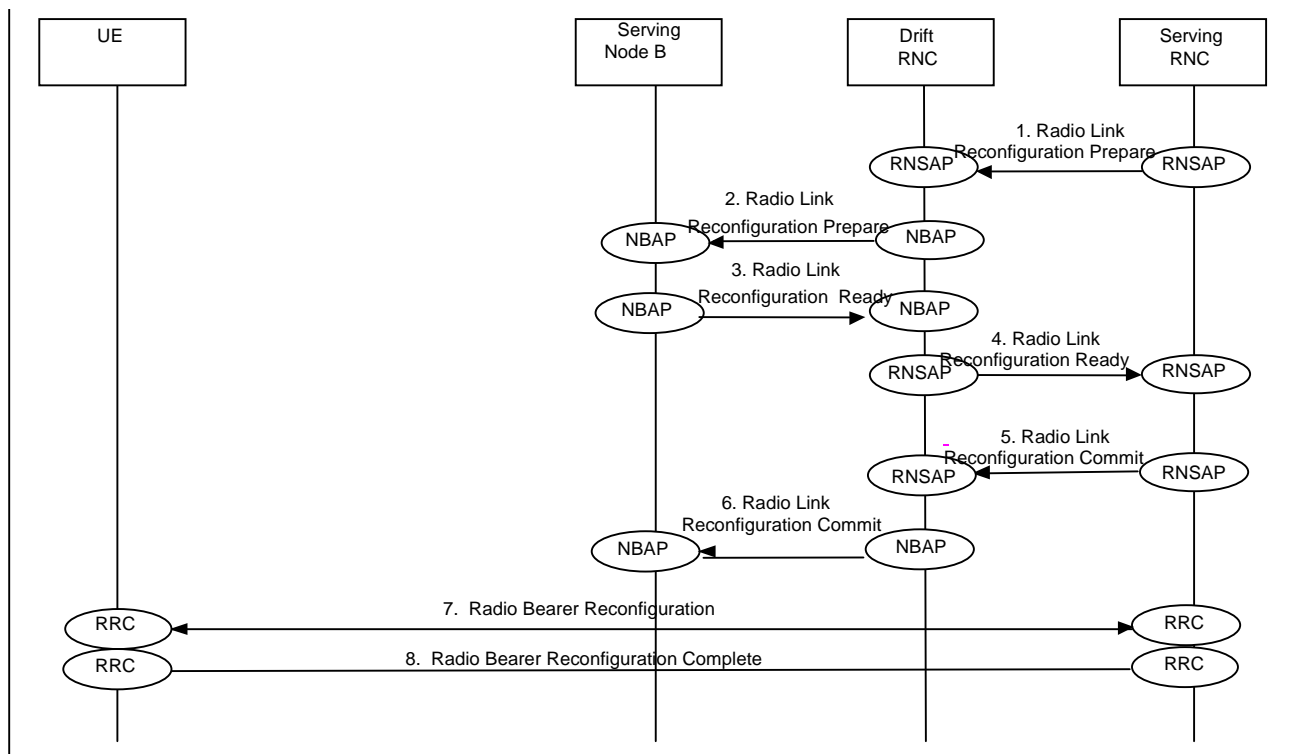 UE
Serving
Node B
Drift
RNC
Serving
RNC
1. Radio Link
Reconfiguration Prepare
RNSAP
RNSAP
2. Radio Link
Reconfiguration Prepare
NBAP
NBAP
3. Radio Link
Reconfiguration Ready
NBAP
NBAP
4. Radio Link
Reconfiguration Ready
RNSAP
RNSAP
5. Radio Link
Reconfiguration Commit
RNSAP
RNSAP
6. Radio Link
Reconfiguration Commit
NBAP
NBAP
7. Radio Bearer Reconfiguration
RRC
RRC
8. Radio Bearer Reconfiguration Complete
RRC
RRC